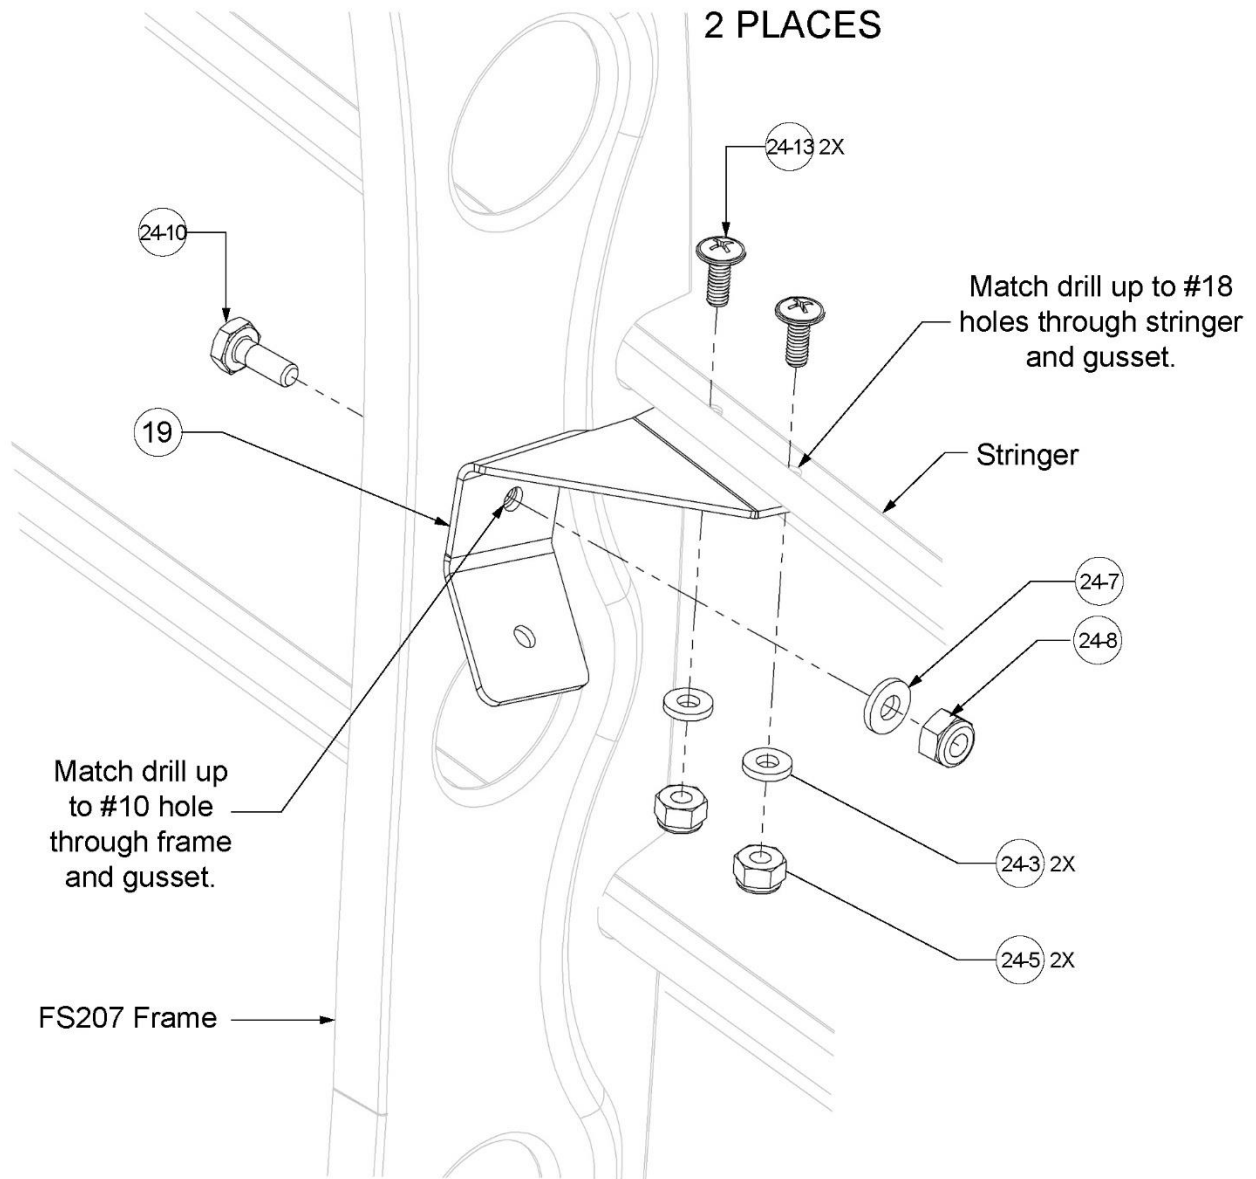 2 PLACES
24-13 2X
24-10
Match drill up to #18
holes through stringer
and gusset.
19
Stringer
24-7
24-8
Match drill up
to #10 hole
through frame
and gusset.
24-3 2X
24-5 2X
FS207 Frame